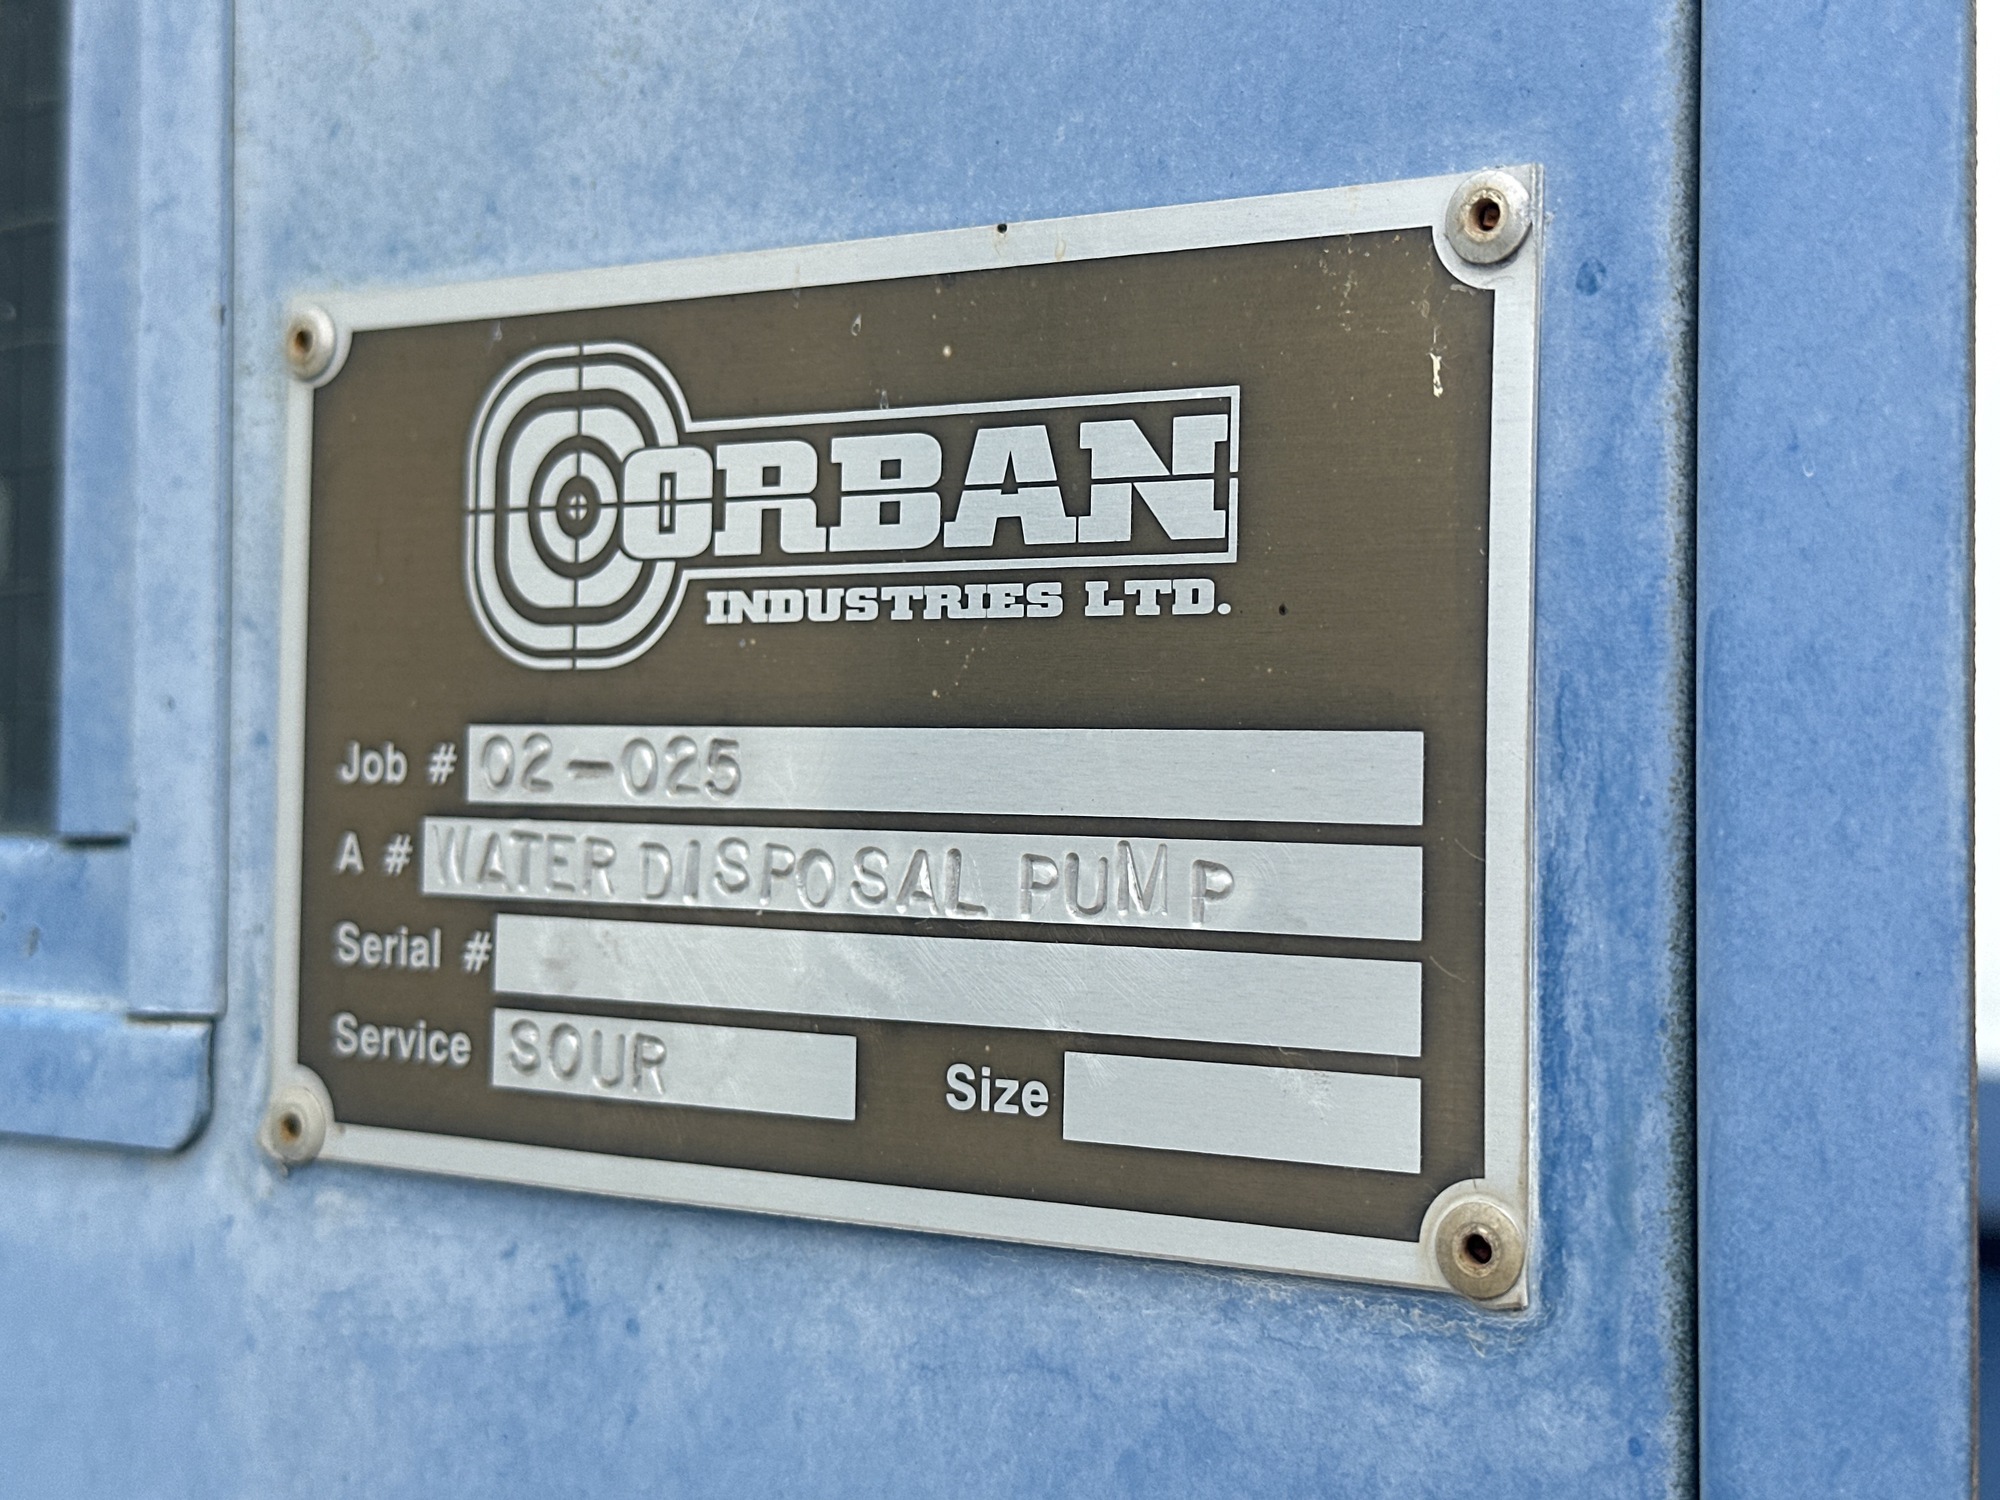 CORBAN
INDUSTRIES LTD.
Job # 02-025
A # WATER DISPOSAL PUMP
Serial #
Service SOUR Size